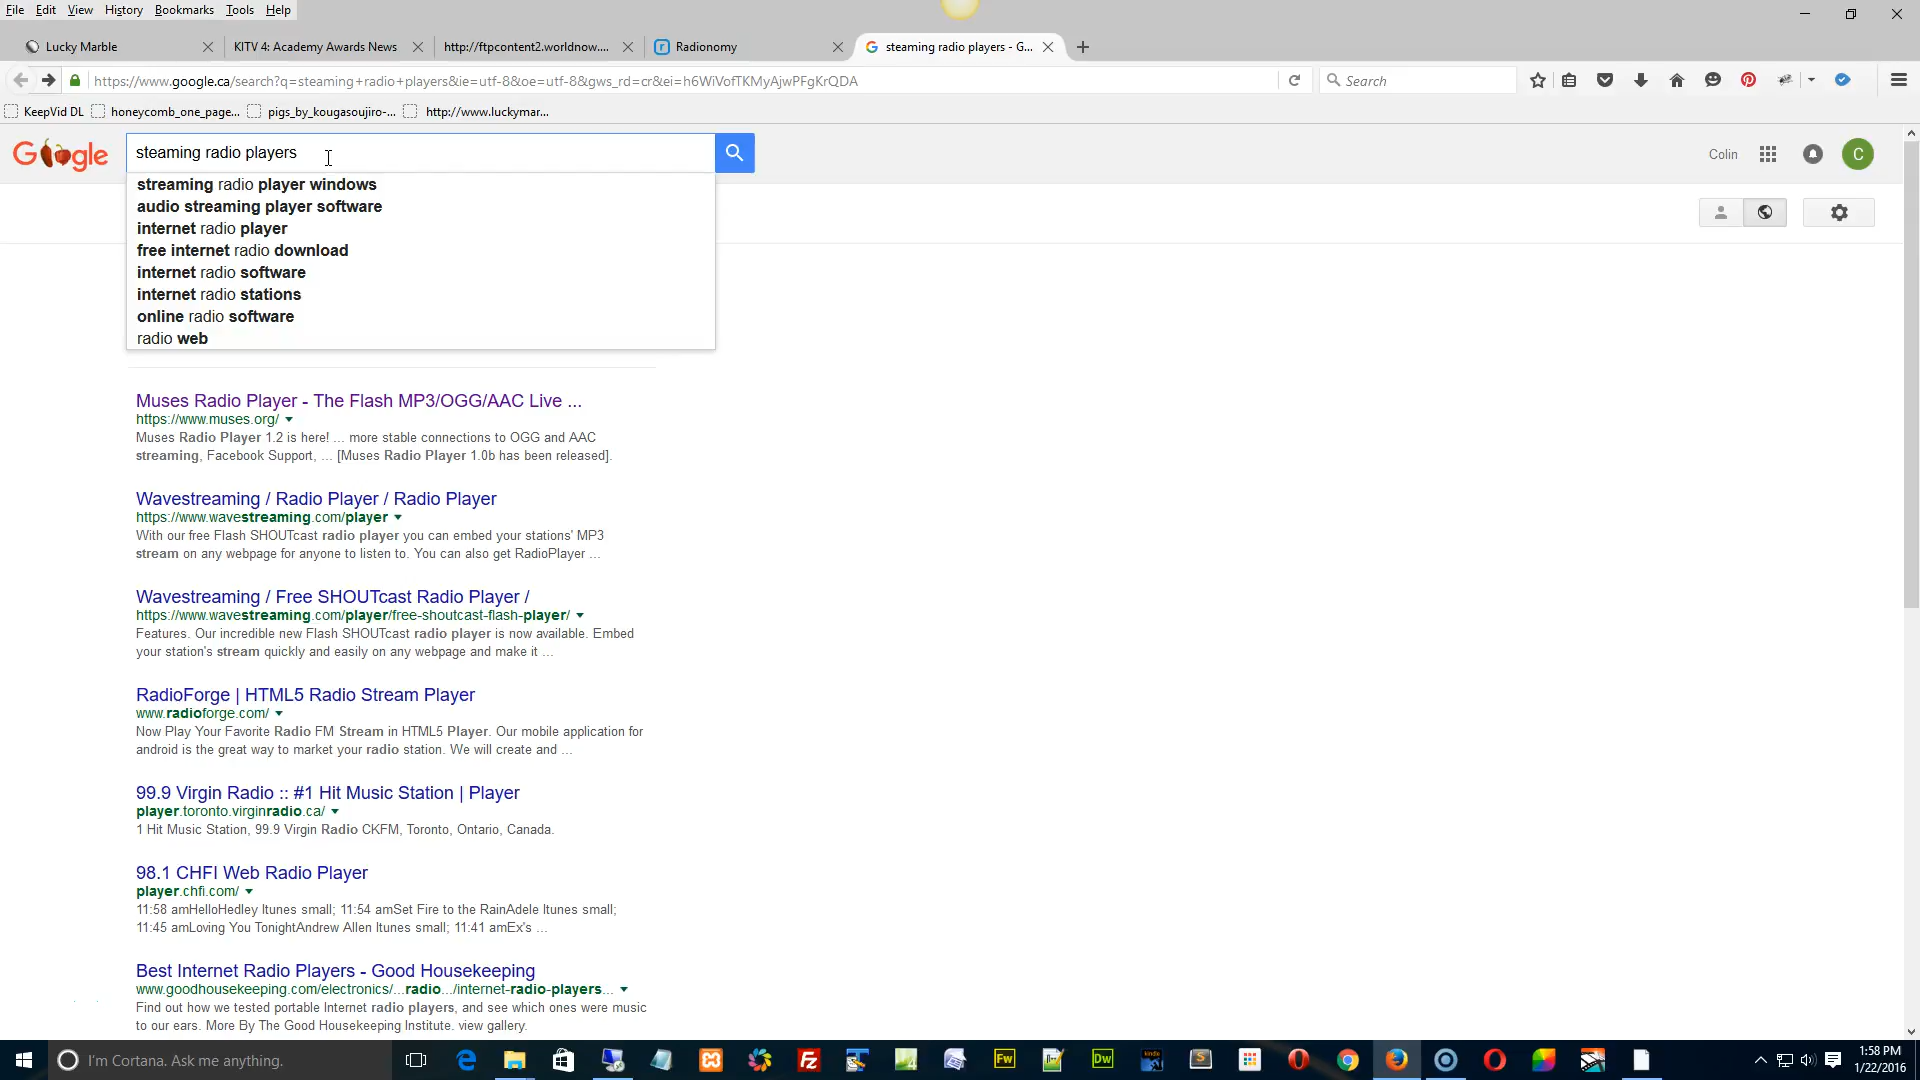 File Edit View History Bookmarks Tools Help
Lucky Marble
KITV 4: Academy Awards News
http://ftpcontent2.worldnow....
Radionomy
steaming radio players - G...
https://www.google.ca/search?q=steaming+radio+players&ie=utf-8&oe=utf-8&gws_rd=cr&ei=h6WiVofTKMyAjwPFgKrQDA
Search
KeepVid DL
honeycomb_one_page...
pigs_by_kougasoujiro-...
http://www.luckymar...
Google
steaming radio players
Colin
C
streaming radio player windows
audio streaming player software
internet radio player
free internet radio download
internet radio software
internet radio stations
online radio software
radio web
Muses Radio Player - The Flash MP3/OGG/AAC Live ...
https://www.muses.org/
Muses Radio Player 1.2 is here! ... more stable connections to OGG and AAC
streaming, Facebook Support, ... [Muses Radio Player 1.0b has been released].
Wavestreaming / Radio Player / Radio Player
https://www.wavestreaming.com/player
With our free Flash SHOUTcast radio player you can embed your stations' MP3
stream on any webpage for anyone to listen to. You can also get RadioPlayer ...
Wavestreaming / Free SHOUTcast Radio Player /
https://www.wavestreaming.com/player/free-shoutcast-flash-player/
Features. Our incredible new Flash SHOUTcast radio player is now available. Embed
your station's stream quickly and easily on any webpage and make it ...
RadioForge | HTML5 Radio Stream Player
www.radioforge.com/
Now Play Your Favorite Radio FM Stream in HTML5 Player. Our mobile application for
android is the great way to market your radio station. We will create and ...
99.9 Virgin Radio :: #1 Hit Music Station | Player
player.toronto.virginradio.ca/
1 Hit Music Station, 99.9 Virgin Radio CKFM, Toronto, Ontario, Canada.
98.1 CHFI Web Radio Player
player.chfi.com/
11:58 amHelloHedley Itunes small; 11:54 amSet Fire to the RainAdele Itunes small;
11:45 amLoving You TonightAndrew Allen Itunes small; 11:41 amEx's ...
Best Internet Radio Players - Good Housekeeping
www.goodhousekeeping.com/electronics/...radio.../internet-radio-players...
Find out how we tested portable Internet radio players, and see which ones were music
to our ears. More By The Good Housekeeping Institute. view gallery.
I'm Cortana. Ask me anything.
Fz
Fw
Dw
kindle
1:58 PM
1/22/2016